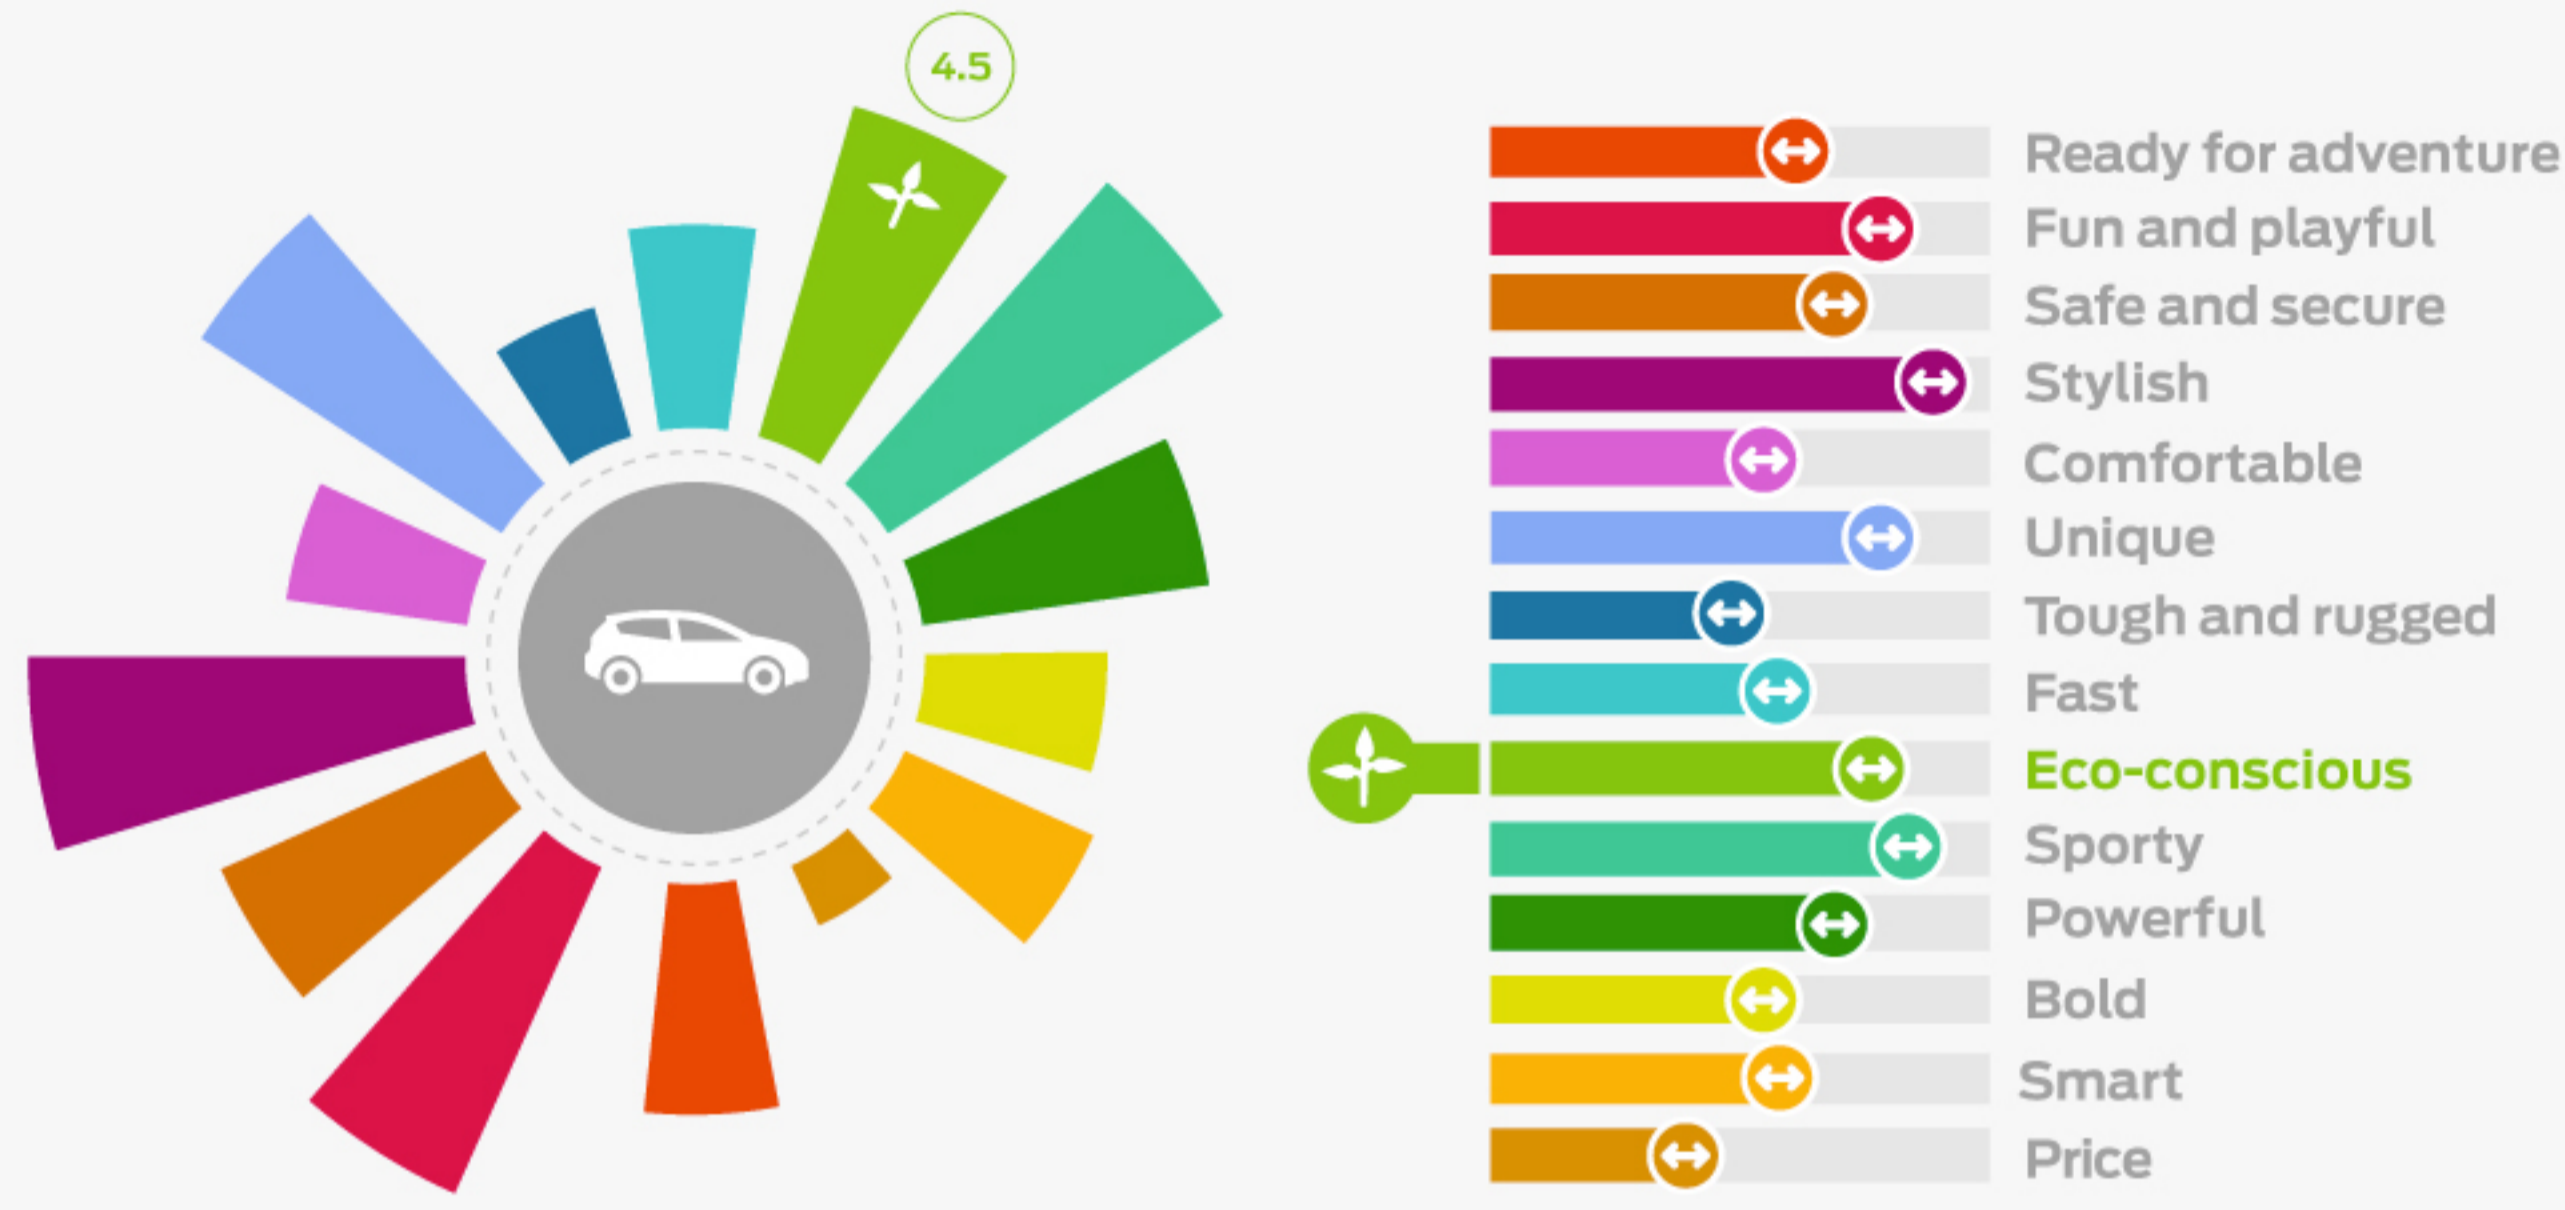 4.5
Ready for adventure
Fun and playful
Safe and secure
Stylish
Comfortable
Unique
Tough and rugged
Fast
Eco-conscious
Sporty
Powerful
Bold
Smart
Price